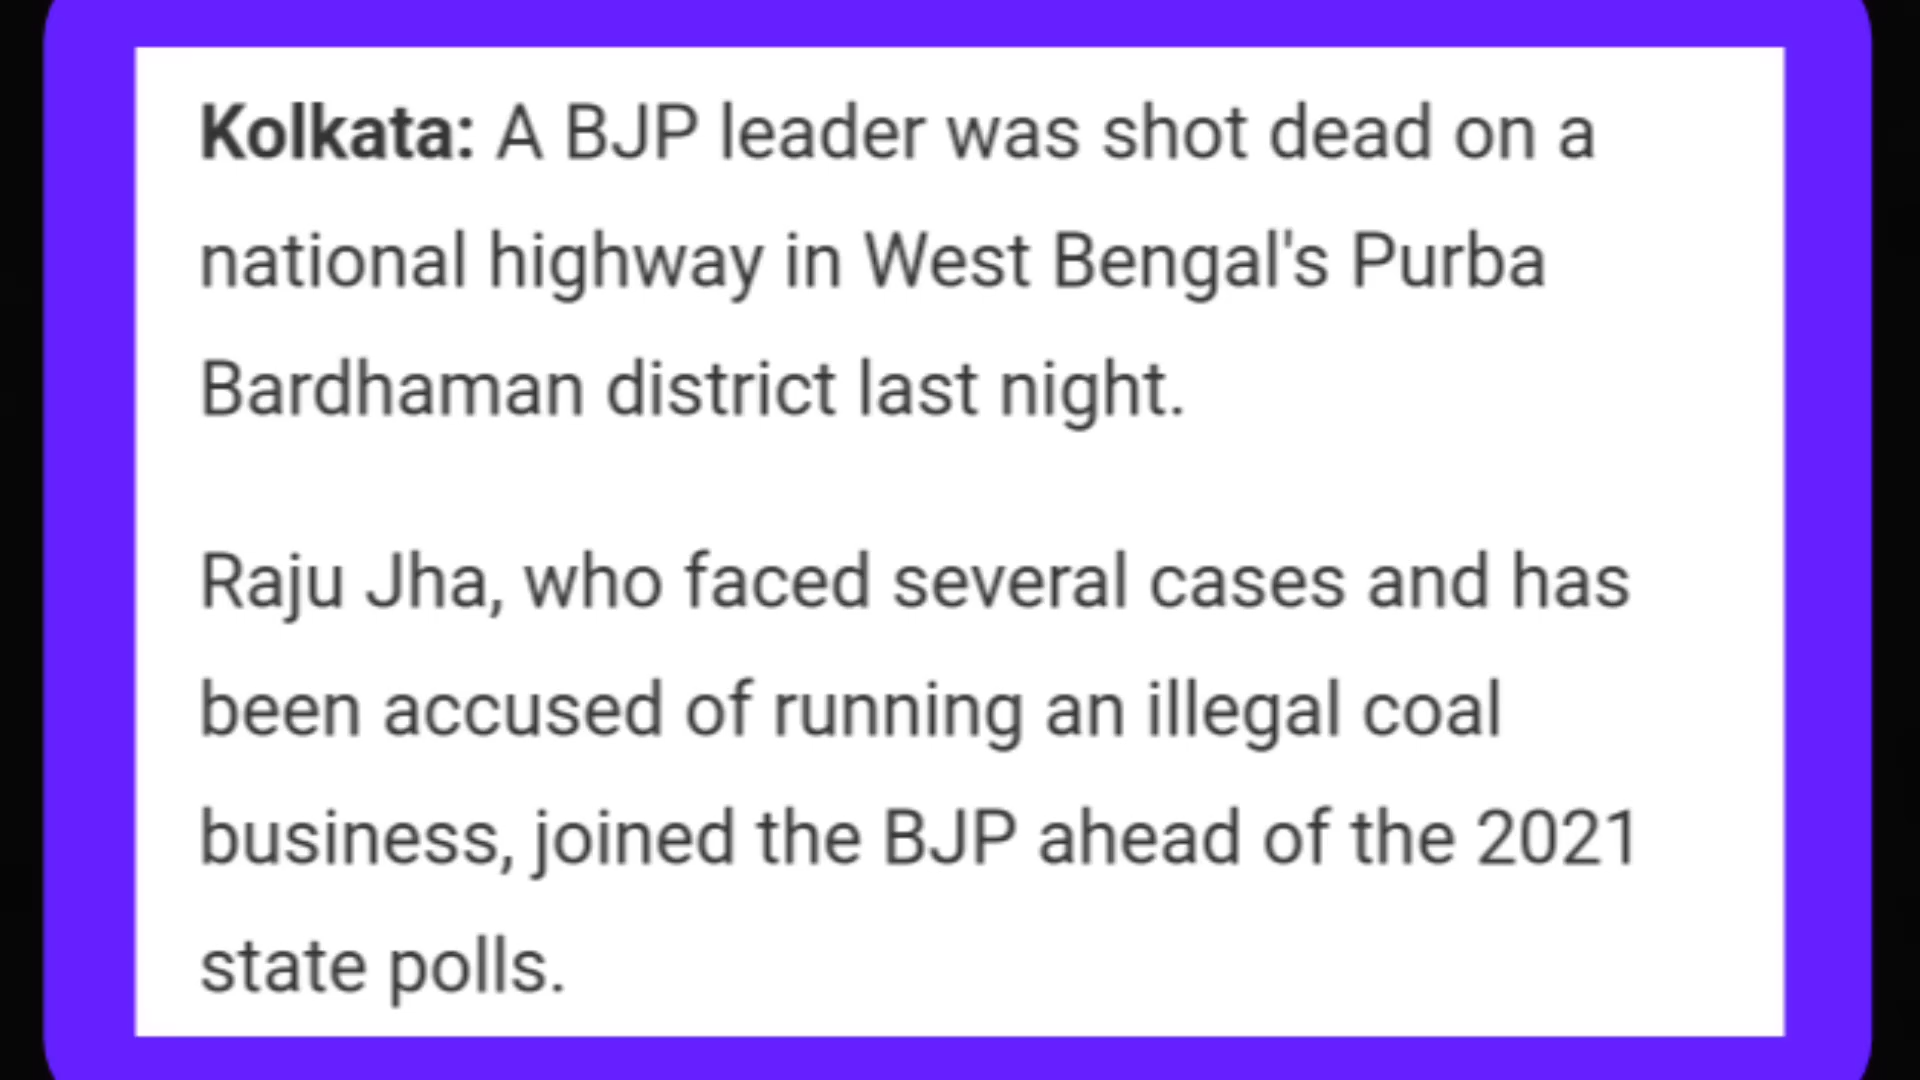 Kolkata: A BJP leader was shot dead on a
national highway in West Bengal's Purba
Bardhaman district last night.
Raju Jha, who faced several cases and has
been accused of running an illegal coal
business, joined the BJP ahead of the 2021
state polls.